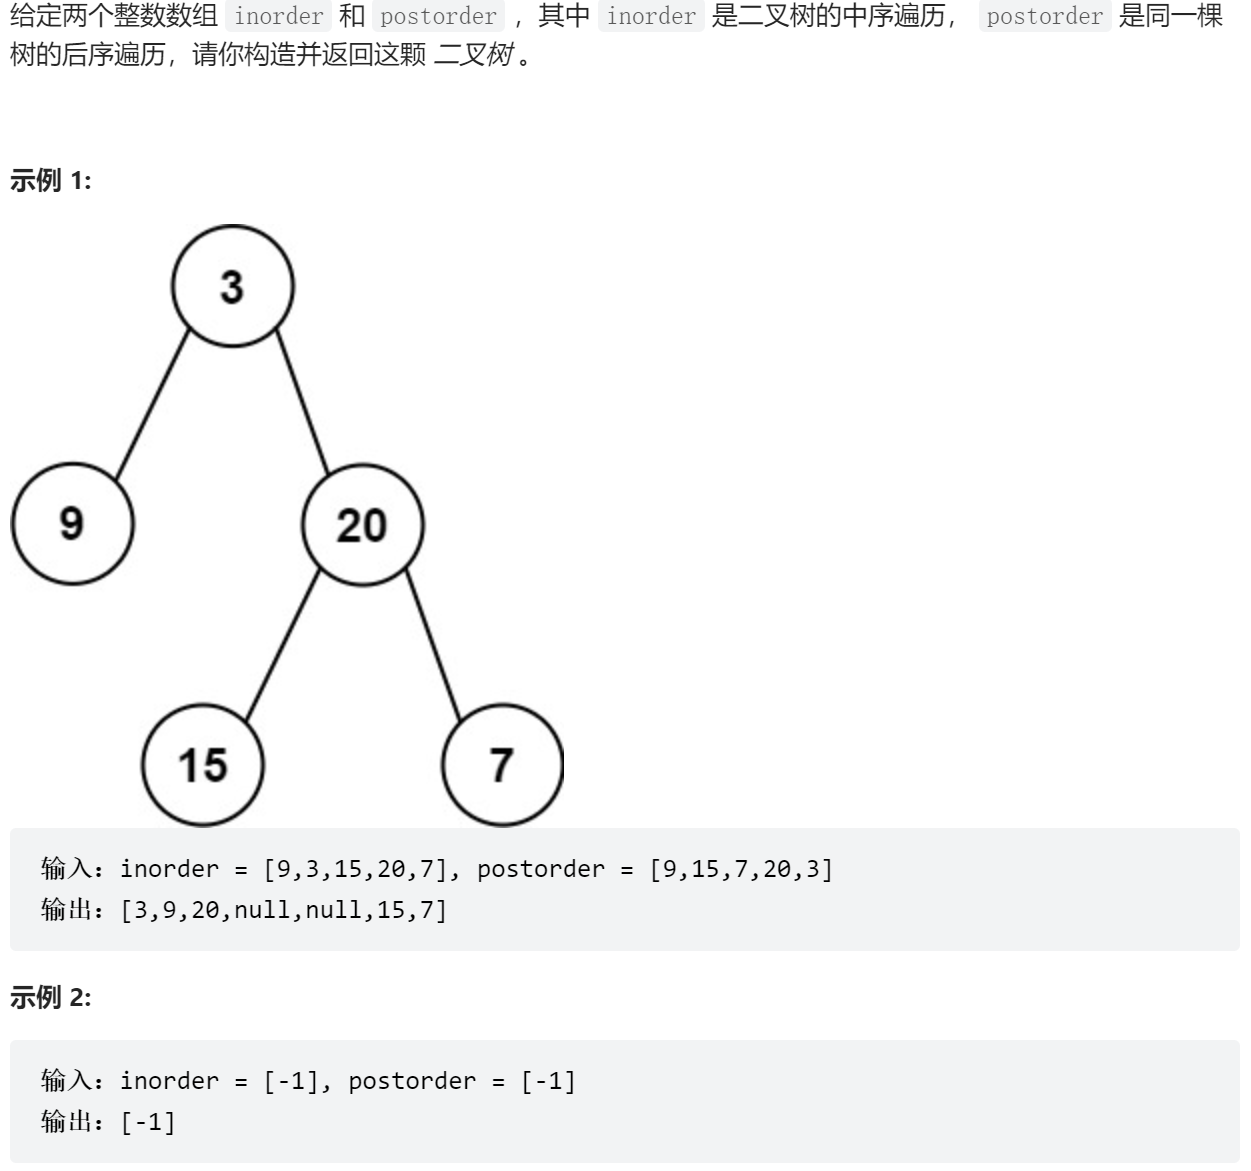 给定两个整数数组 inorder 和 postorder ，其中 inorder 是二叉树的中序遍历， postorder 是同一棵
树的后序遍历，请你构造并返回这颗 二叉树 。
示例 1:
3
9
20
15
7
输入：inorder = [9,3,15,20,7], postorder = [9,15,7,20,3]
输出：[3,9,20,null,null,15,7]
示例 2:
输入：inorder = [-1], postorder = [-1]
输出：[-1]